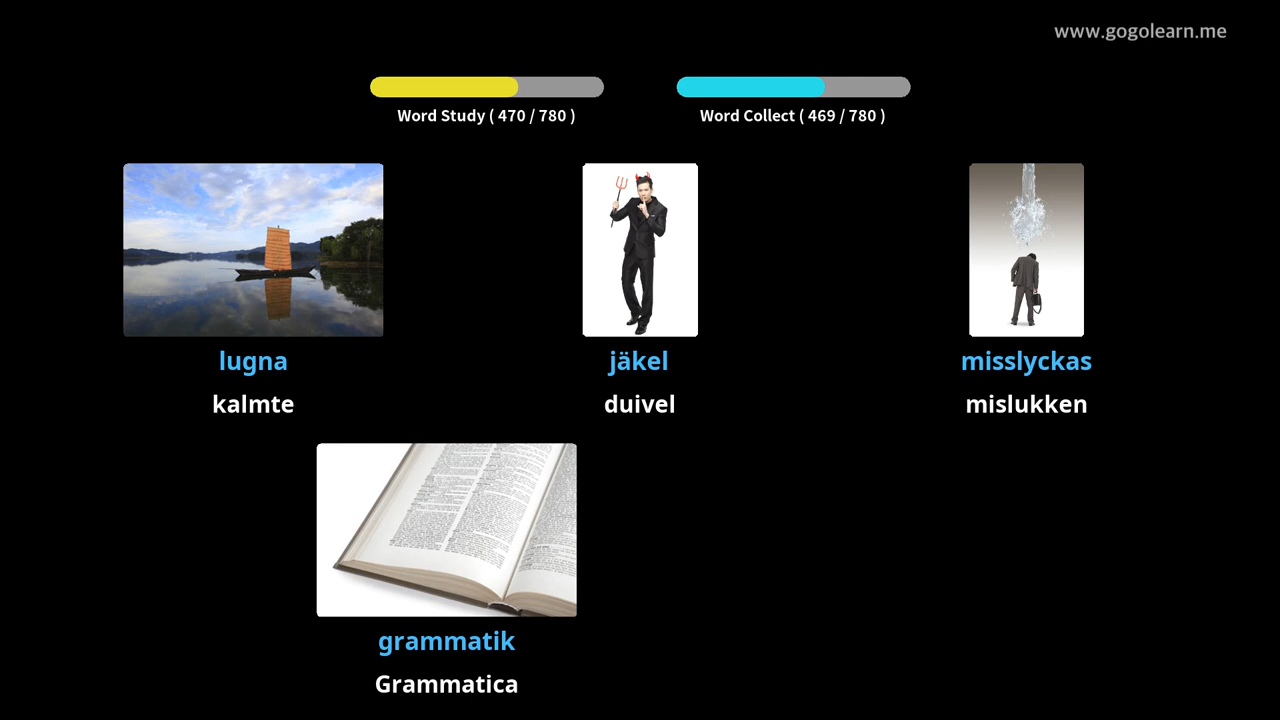 www.gogolearn.me
Word Study ( 470 / 780 )
Word Collect ( 469 / 780 )
lugna
kalmte
jäkel
duivel
misslyckas
mislukken
grammatik
Grammatica